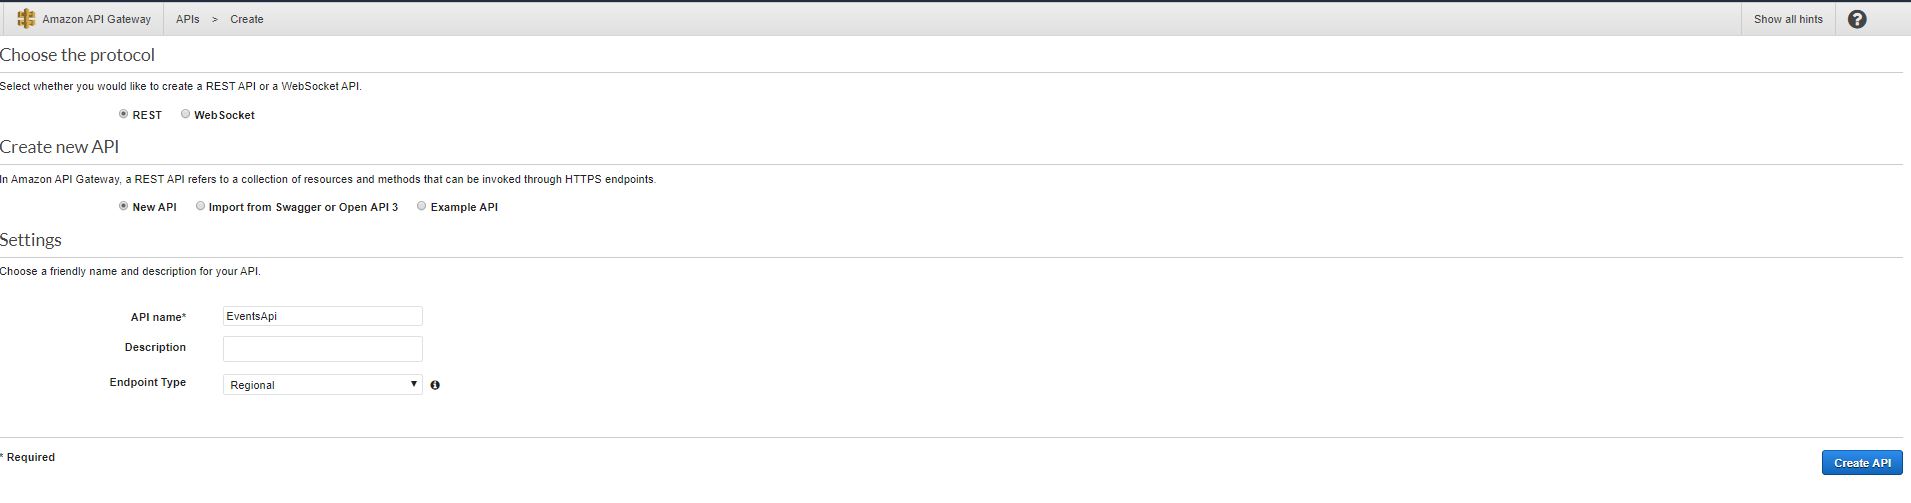 Amazon API Gateway APIs > Create Show all hints ?
Choose the protocol
Select whether you would like to create a REST API or a WebSocket API.
REST WebSocket
Create new API
In Amazon API Gateway, a REST API refers to a collection of resources and methods that can be invoked through HTTPS endpoints.
New API Import from Swagger or Open API 3 Example API
Settings
Choose a friendly name and description for your API.
API name* EventsApi
Description
Endpoint Type Regional
* Required Create API